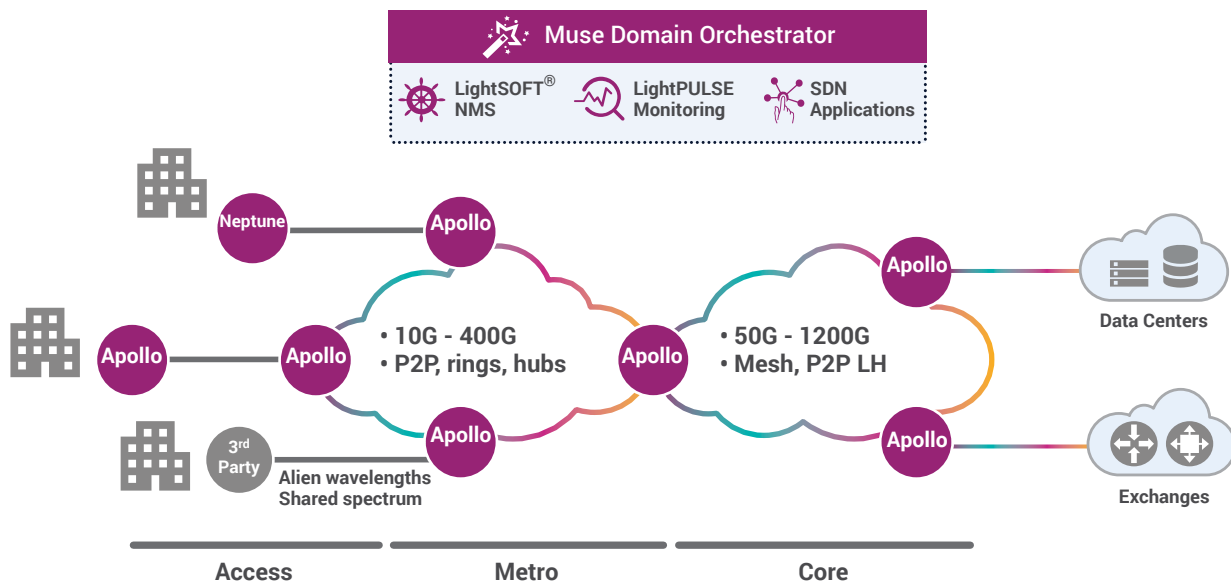 Muse Domain Orchestrator
LightSOFT®
NMS
LightPULSE
Monitoring
SDN
Applications
Neptune
Apollo
Apollo
Data Centers
Apollo
Apollo
• 10G - 400G
• P2P, rings, hubs
Apollo
• 50G - 1200G
• Mesh, P2P LH
3rd
Party
Alien wavelengths
Shared spectrum
Apollo
Apollo
Exchanges
Access
Metro
Core